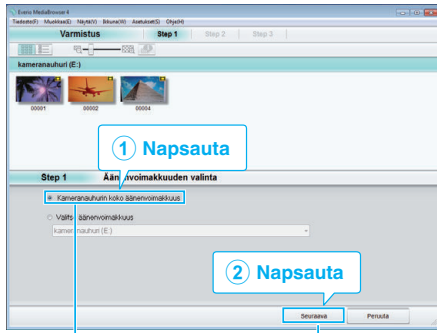 Everio MediaBrowser 4
Tiedosto(F) Muokkaa(E) Näytä(V) Ikkuna(W) Asetukset(S) Ohje(H)
Varmistus Step 1 Step 2 Step 3
kameranauhuri (E:)
00001 00002 00004
1 Napsauta
Step 1 Äänenvoimakkuuden valinta
Kameranauhurin koko äänenvoimakkuus
Valitse äänenvoimakkuus
kameranauhuri (E:)
2 Napsauta
Seuraava Peruuta